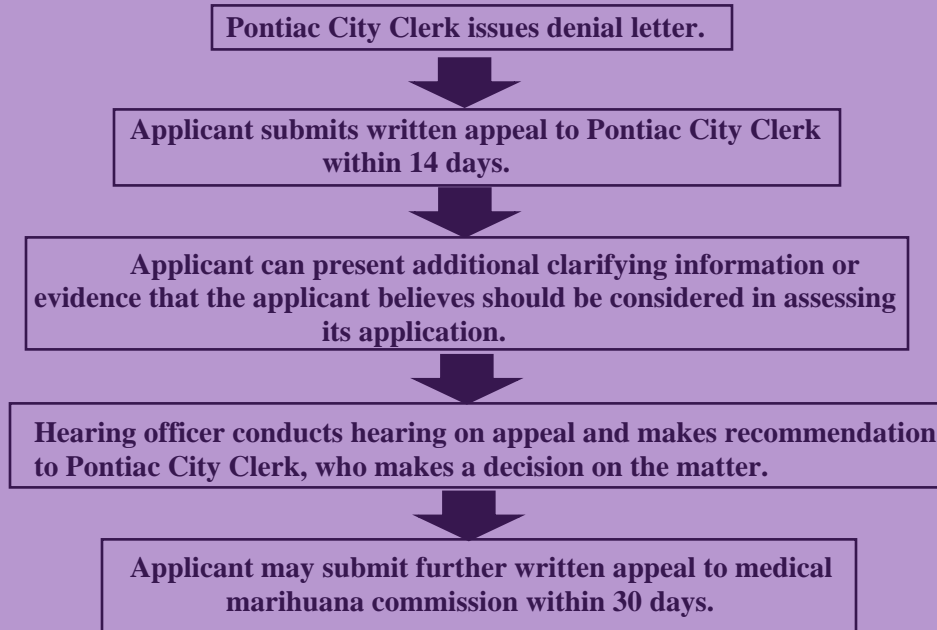 Pontiac City Clerk issues denial letter.
Applicant submits written appeal to Pontiac City Clerk
within 14 days.
Applicant can present additional clarifying information or
evidence that the applicant believes should be considered in assessing
its application.
Hearing officer conducts hearing on appeal and makes recommendation
to Pontiac City Clerk, who makes a decision on the matter.
Applicant may submit further written appeal to medical
marihuana commission within 30 days.